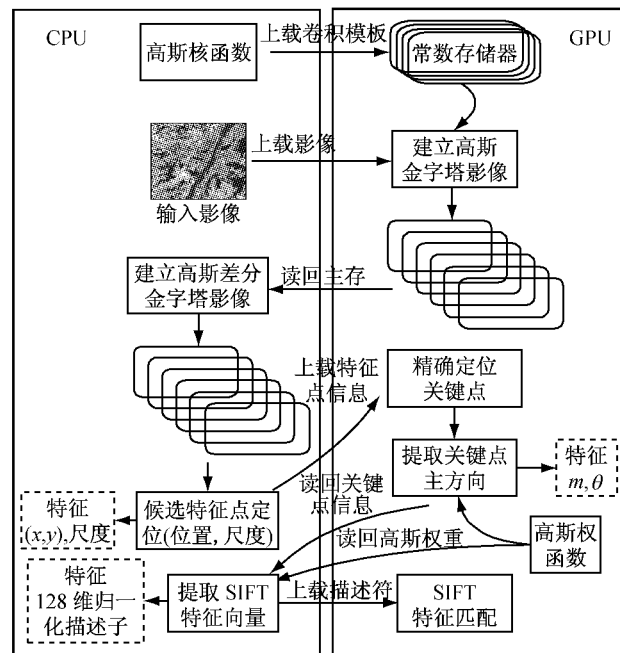 CPU
GPU
高斯核函数
上载卷积模板
常数存储器
上载影像
建立高斯
金字塔影像
输入影像
建立高斯差分
金字塔影像
读回主存
上载特征
点信息
精确定位
关键点
提取关键点
主方向
特征
m,θ
特征
(x,y),尺度
候选特征点定
位(位置,尺度)
读回关键
点信息
读回高斯权重
高斯权
函数
特征
128 维归一
化描述子
提取 SIFT
特征向量
上载描述符
SIFT
特征匹配